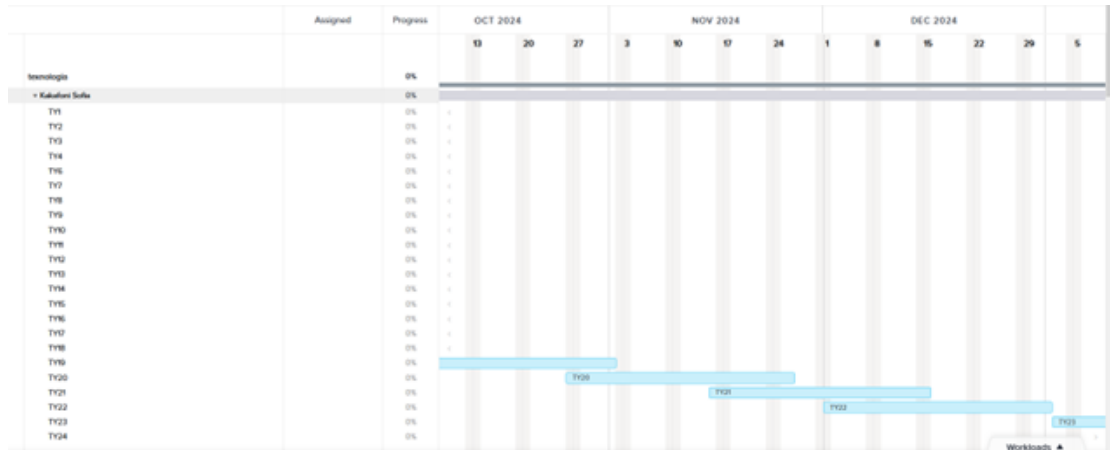 Assigned Progress OCT 2024 NOV 2024 DEC 2024
13 20 27 3 10 17 24 1 8 15 22 29 5
texnologia 0%
Kakafoni Sofia 0%
TY1 0%
TY2 0%
TY3 0%
TY4 0%
TY6 0%
TY7 0%
TY8 0%
TY9 0%
TY10 0%
TY11 0%
TY12 0%
TY13 0%
TY14 0%
TY15 0%
TY16 0%
TY17 0%
TY18 0%
TY19 0%
TY20 0% TY20
TY21 0% TY21
TY22 0% TY22
TY23 0% TY23
TY24 0%
Workloads